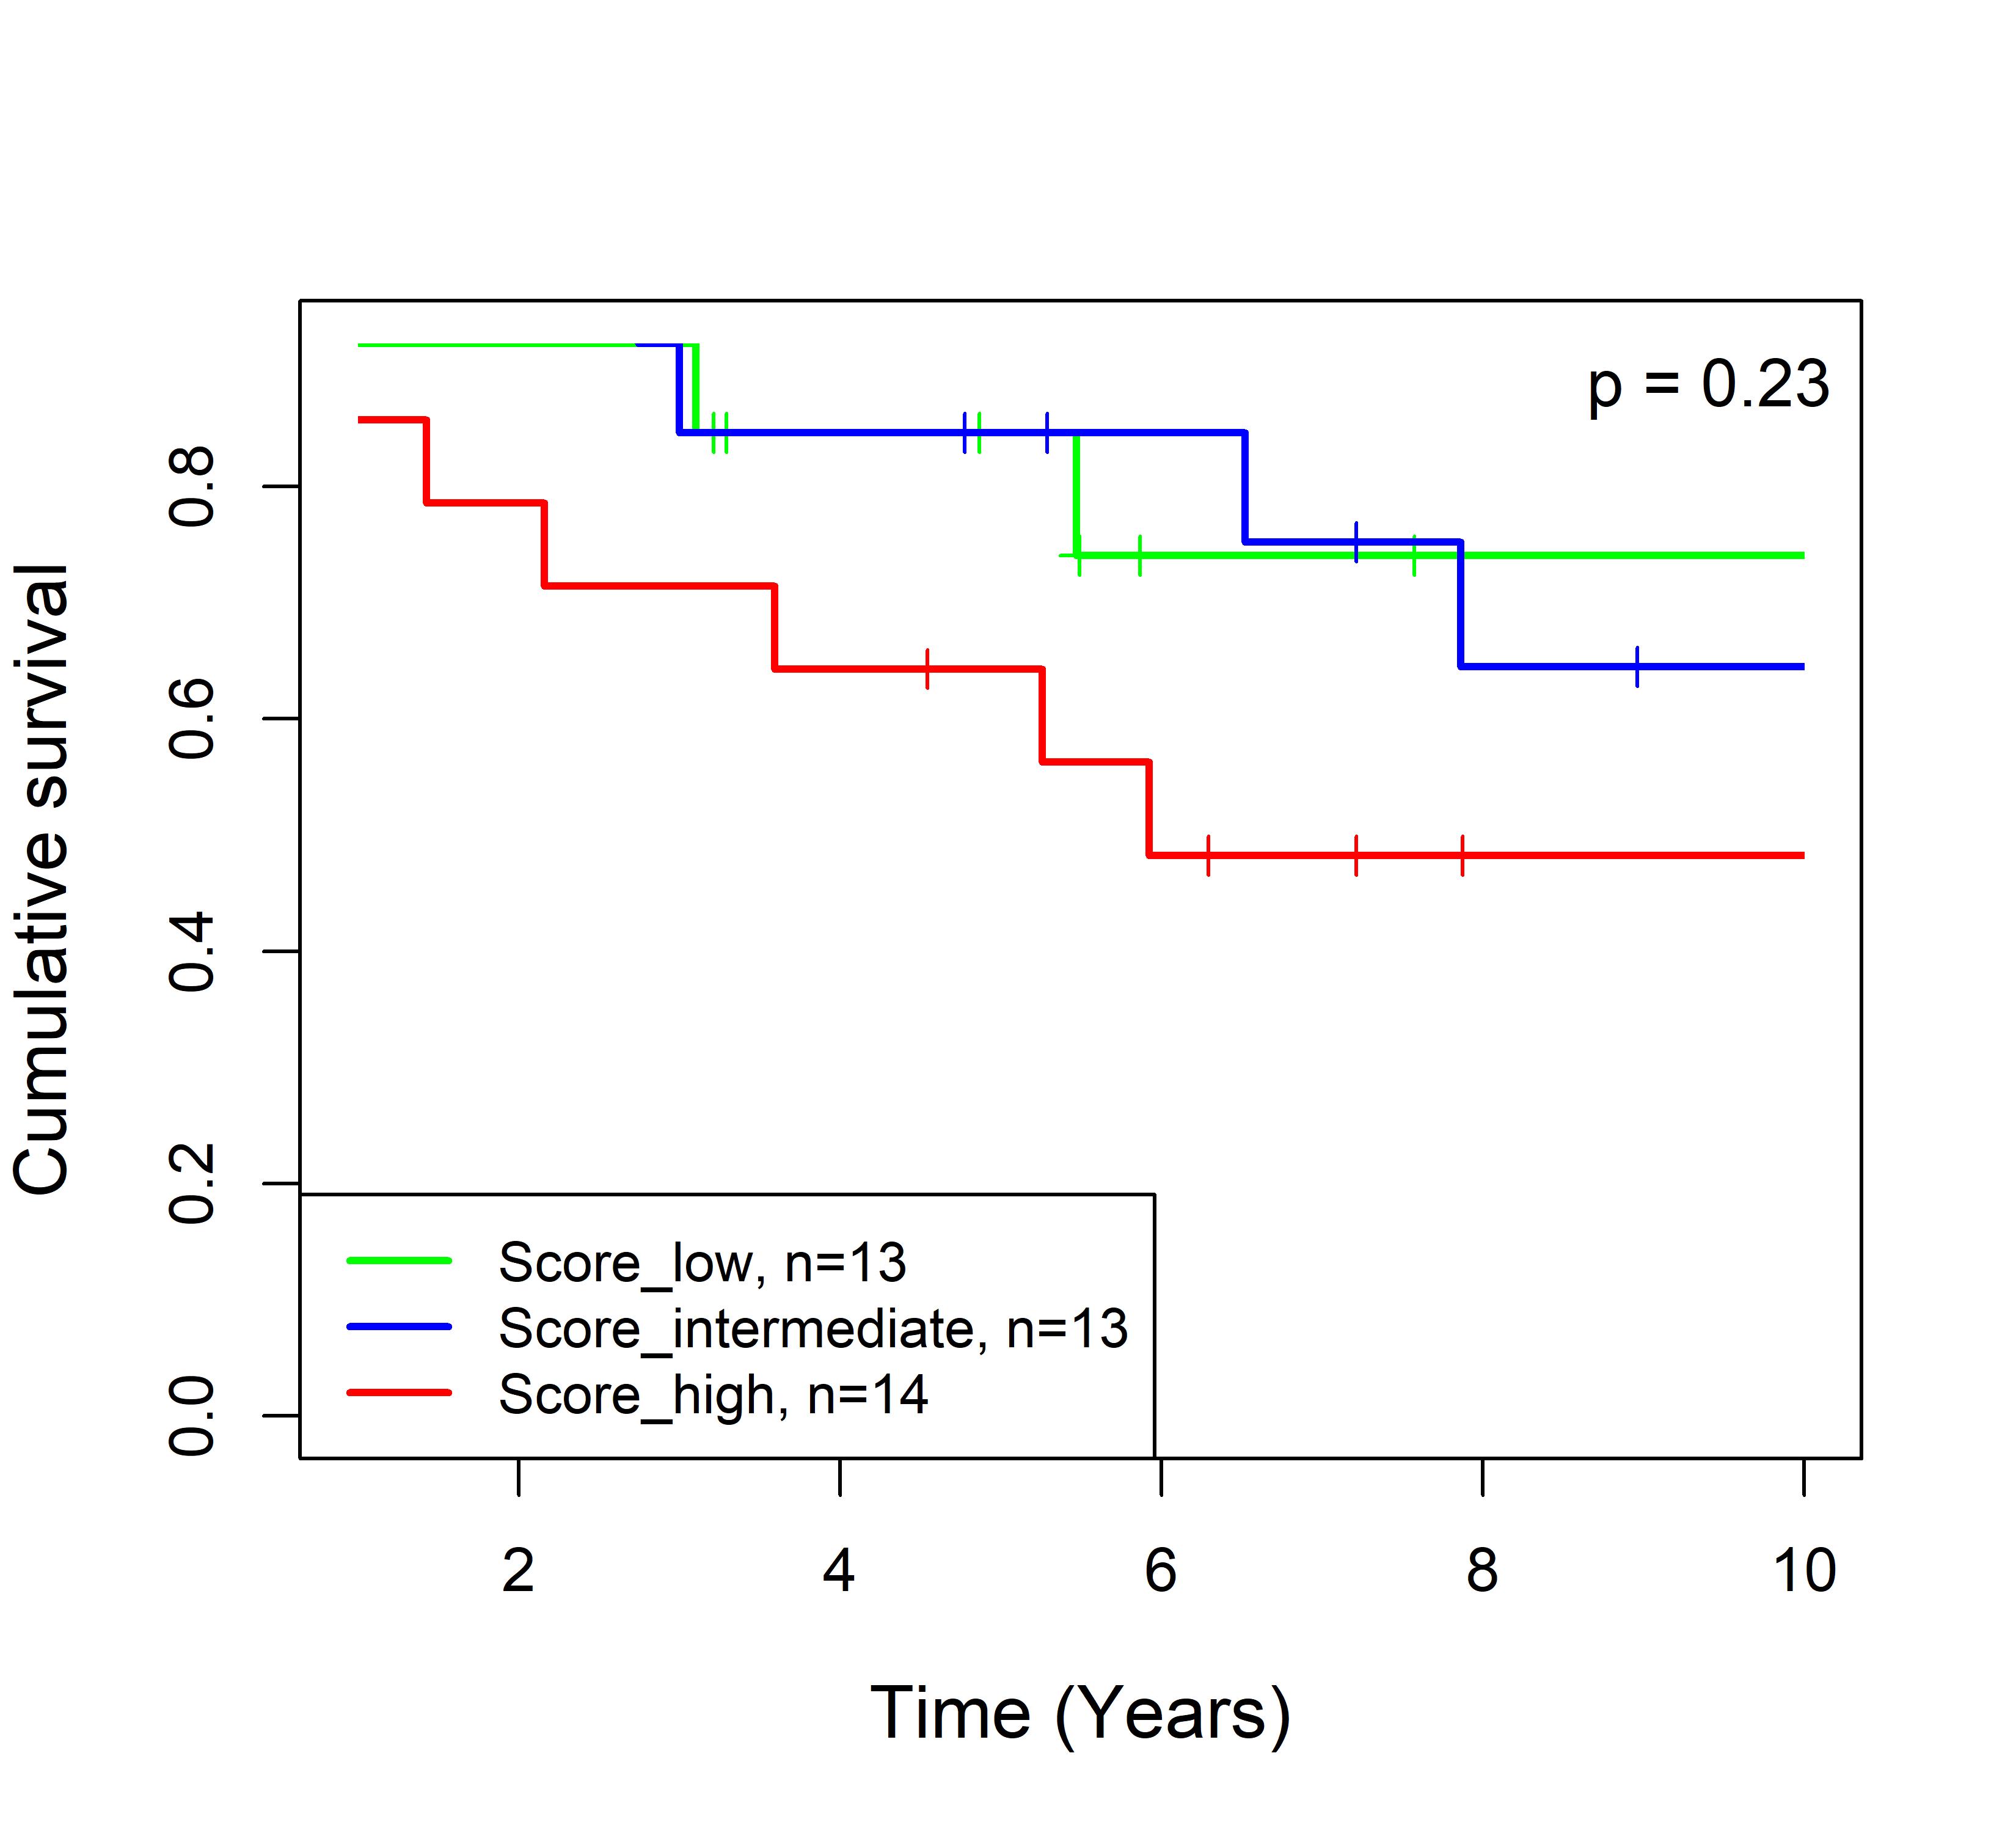 p = 0.23
Cumulative survival
0.8
0.6
0.4
0.2
0.0
Score_low, n=13
Score_intermediate, n=13
Score_high, n=14
2 4 6 8 10
Time (Years)